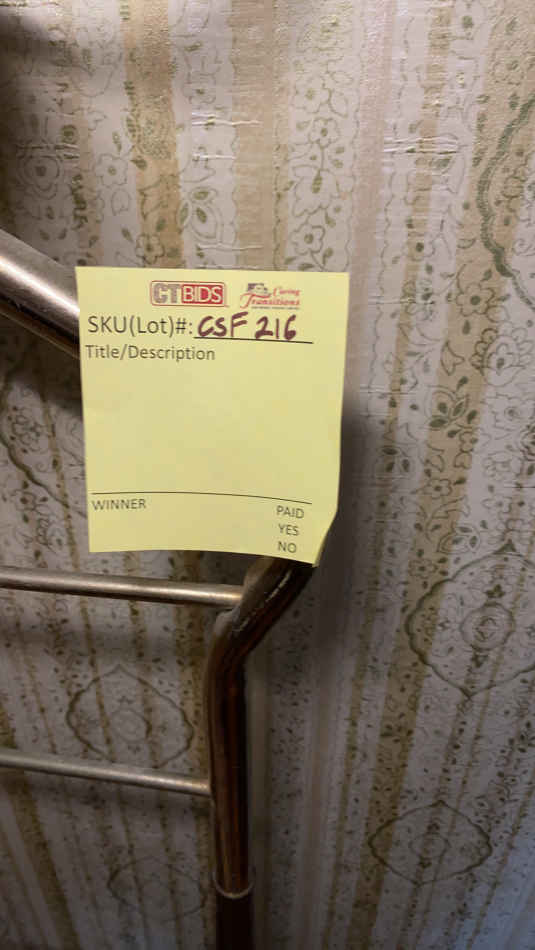 CTBIDS Caring Transitions
SKU(Lot)#: CSF 216
Title/Description
WINNER
PAID
YES
NO